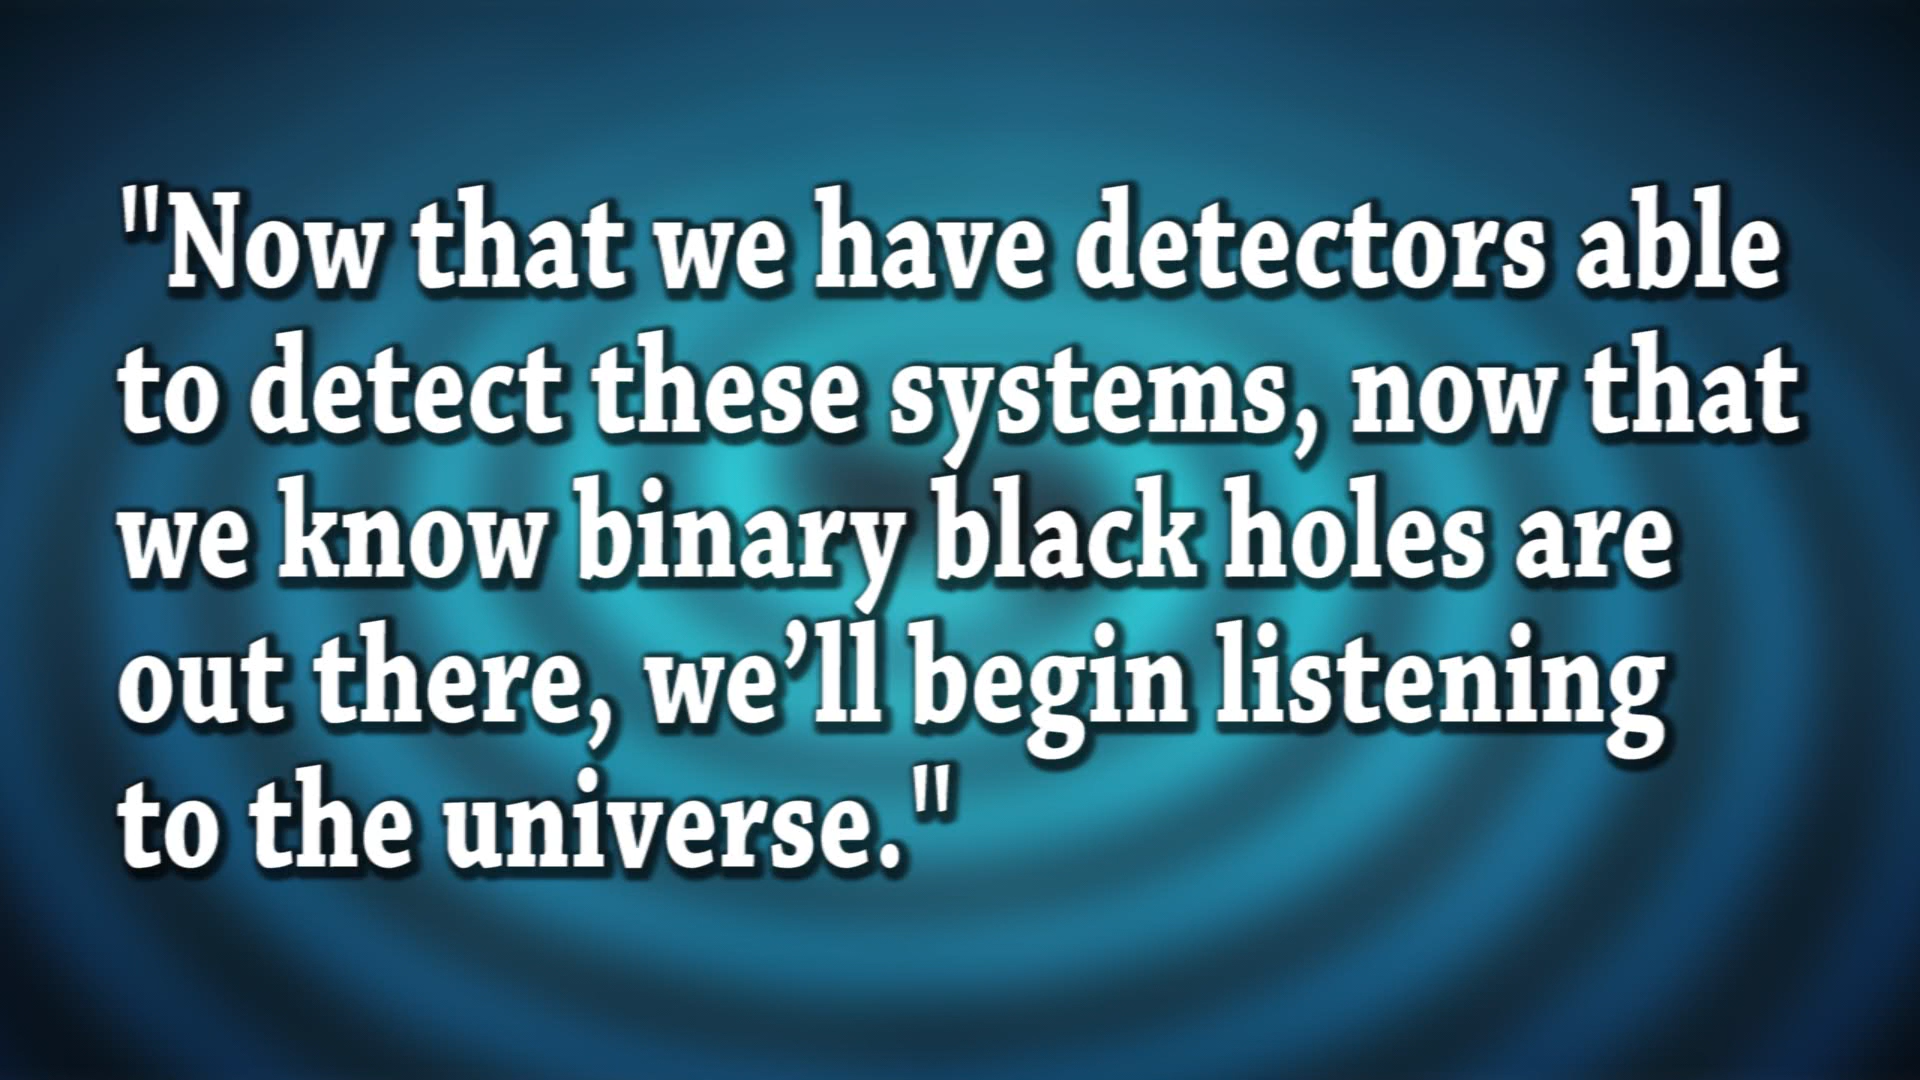 "Now that we have detectors able
to detect these systems, now that
we know binary black holes are
out there, we’ll begin listening
to the universe."